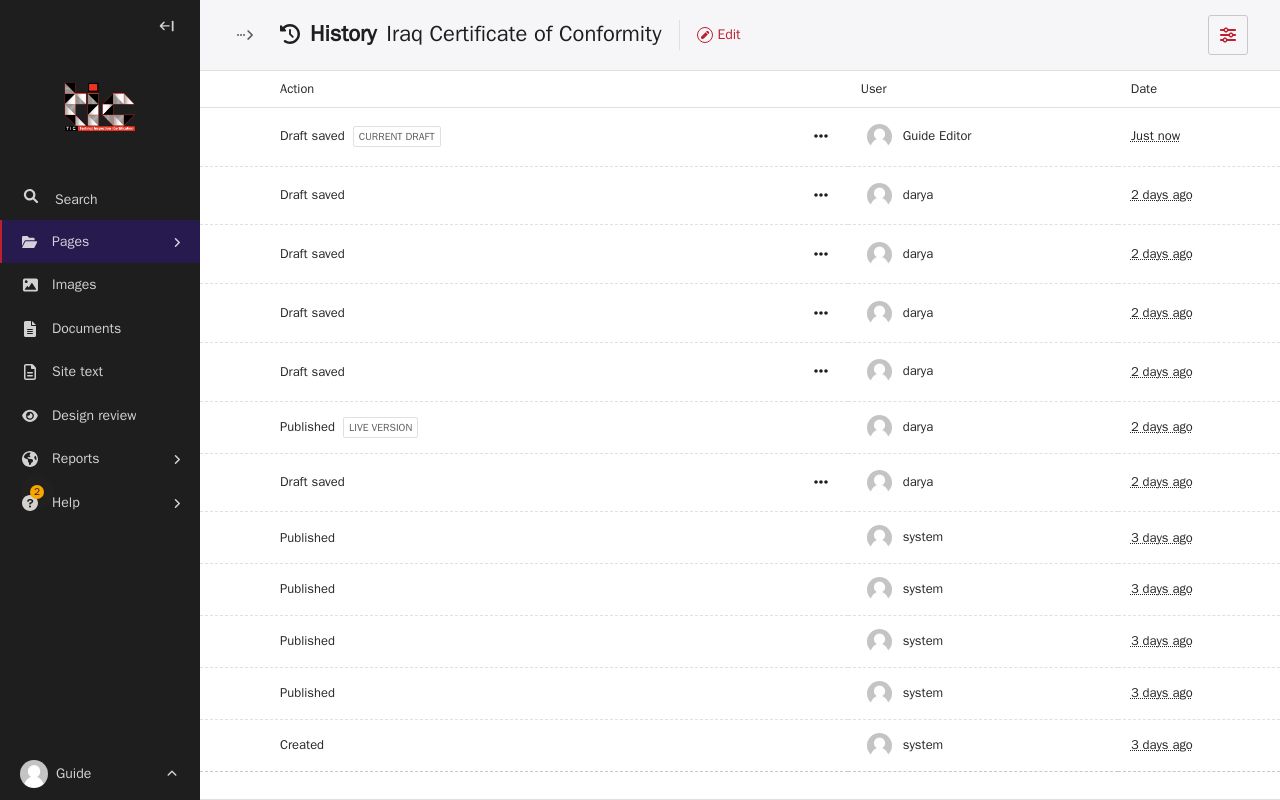 History Iraq Certificate of Conformity Edit
tic
Search
Pages
Images
Documents
Site text
Design review
Reports
2
Help
Guide
Action User Date
Draft saved CURRENT DRAFT Guide Editor Just now
Draft saved darya 2 days ago
Draft saved darya 2 days ago
Draft saved darya 2 days ago
Draft saved darya 2 days ago
Published LIVE VERSION darya 2 days ago
Draft saved darya 2 days ago
Published system 3 days ago
Published system 3 days ago
Published system 3 days ago
Published system 3 days ago
Created system 3 days ago